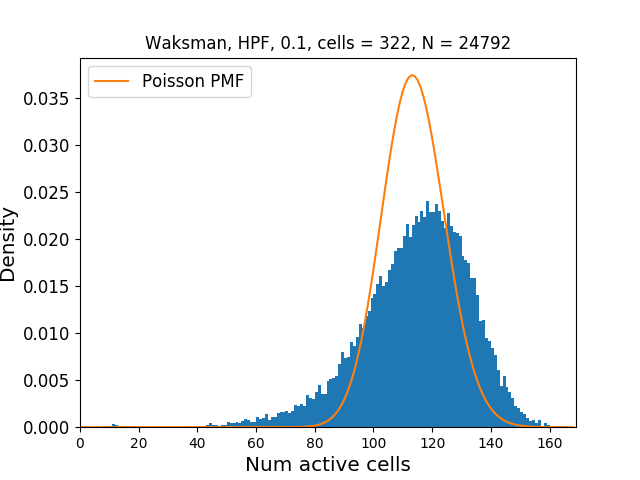 Waksman, HPF, 0.1, cells = 322, N = 24792
Poisson PMF
0.035
0.030
0.025
0.020
0.015
0.010
0.005
0.000
Density
0 20 40 60 80 100 120 140 160
Num active cells